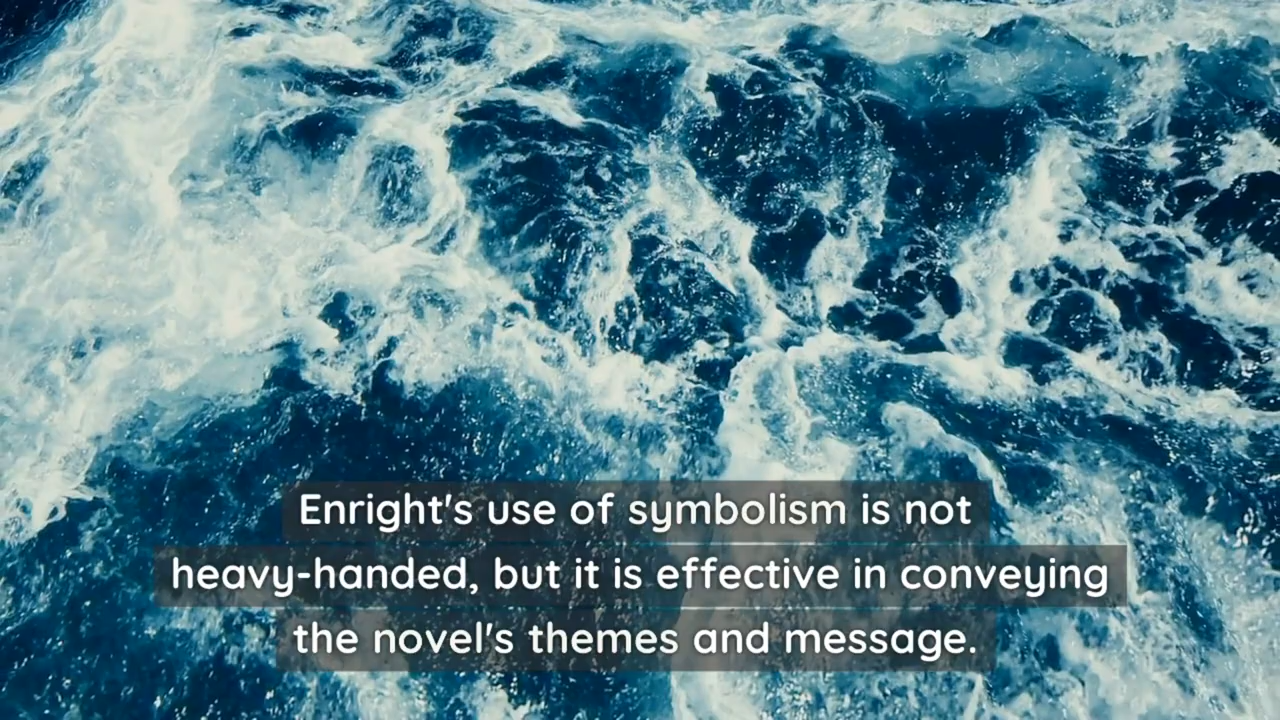 Enright's use of symbolism is not
heavy-handed, but it is effective in conveying
the novel's themes and message.